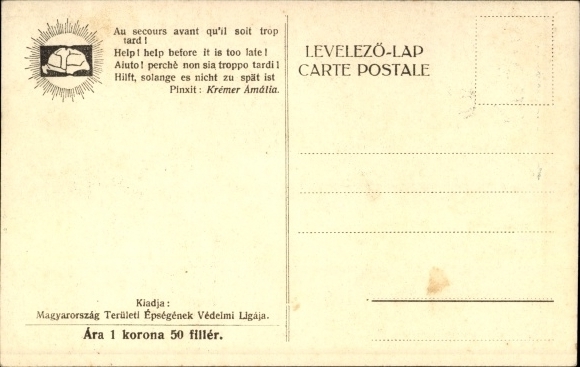 Au secours avant qu'il soit trop
tard!
Help! help before it is too late!
Aiuto! perchè non sia troppo tardi!
Hilft, solange es nicht zu spät ist
Pinxit: Krémer Amália.
Kiadja:
Magyarország Területi Épségének Védelmi Ligája.
Ára 1 korona 50 fillér.
LEVELEZŐ-LAP
CARTE POSTALE